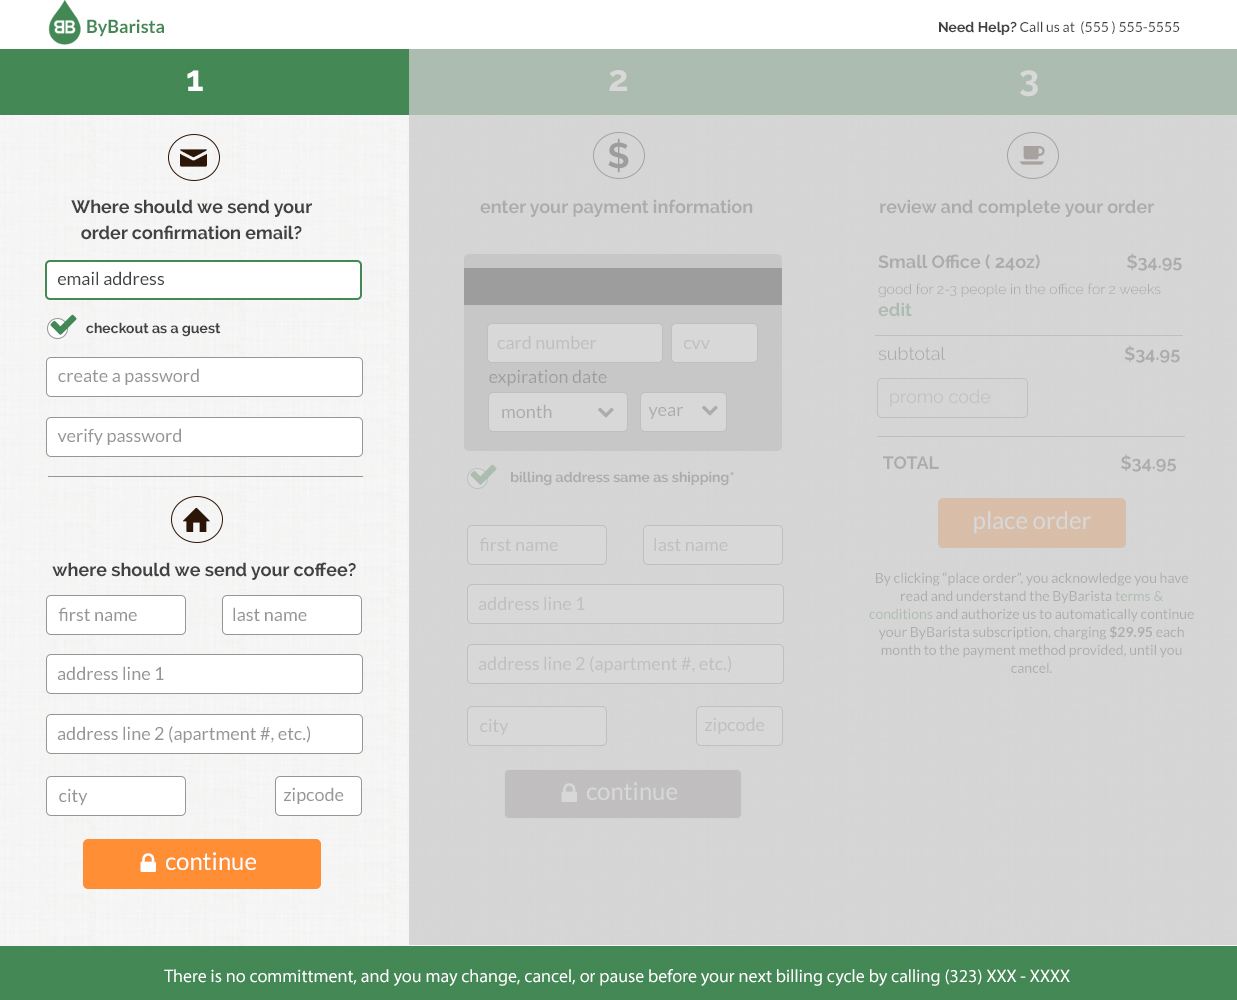 BB ByBarista
Need Help? Call us at (555 ) 555-5555
1
2
3
Where should we send your
order confirmation email?
email address
checkout as a guest
create a password
verify password
where should we send your coffee?
first name
last name
address line 1
address line 2 (apartment #, etc.)
city
zipcode
continue
$
enter your payment information
card number
cvv
expiration date
month
year
billing address same as shipping*
first name
last name
address line 1
address line 2 (apartment #, etc.)
city
zipcode
continue
review and complete your order
Small Office ( 24oz) $34.95
good for 2-3 people in the office for 2 weeks
edit
subtotal $34.95
promo code
TOTAL $34.95
place order
By clicking “place order”, you acknowledge you have
read and understand the ByBarista terms &
conditions and authorize us to automatically continue
your ByBarista subscription, charging $29.95 each
month to the payment method provided, until you
cancel.
There is no committment, and you may change, cancel, or pause before your next billing cycle by calling (323) XXX - XXXX